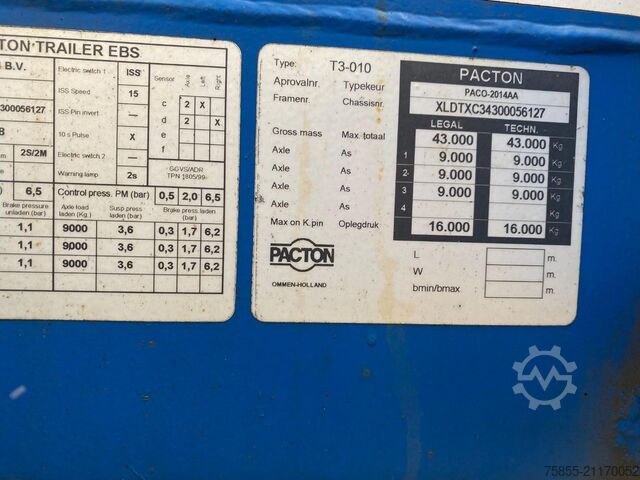 TON TRAILER EBS
B.V.
Electric switch 1 ISS
ISS Speed 15
300056127
ISS Pin invert —
8
10 s Pulse X
2S/2M
Electric switch 2 —
Warning lamp 2s
Sensor Axle Left Right
c 2 X
d 2 X
e
f
GGVS/ADR
TPN 1805/99
6,5 Control press. PM (bar) 0,5 2,0 6,5
Brake pressure unladen (bar) Axle load laden (Kg.) Susp.press laden (bar) Brake press.laden (bar)
1,1 9000 3,6 0,3 1,7 6,2
1,1 9000 3,6 0,3 1,7 6,2
1,1 9000 3,6 0,3 1,7 6,2
Type: T3-010
Aprovalnr. Typekeur
Framenr. Chassisnr.
PACTON
PACO-2014AA
XLDTXC34300056127
LEGAL TECHN.
Gross mass Max. totaal 43.000 43.000 Kg
Axle As 1 9.000 9.000 Kg
Axle As 2 9.000 9.000 Kg
Axle As 3 9.000 9.000 Kg
Axle As 4 Kg
Max on K.pin Oplegdruk 16.000 16.000 Kg
PACTON
OMMEN-HOLLAND
L m.
W m.
bmin/bmax m.
75855-21170052